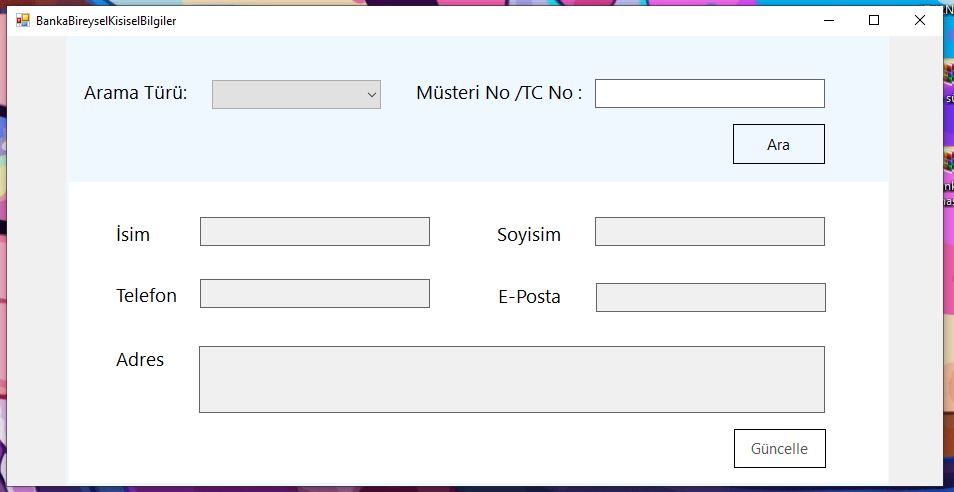 BankaBireyselKisiselBilgiler
Arama Türü:
Müsteri No /TC No :
Ara
İsim
Soyisim
Telefon
E-Posta
Adres
Güncelle